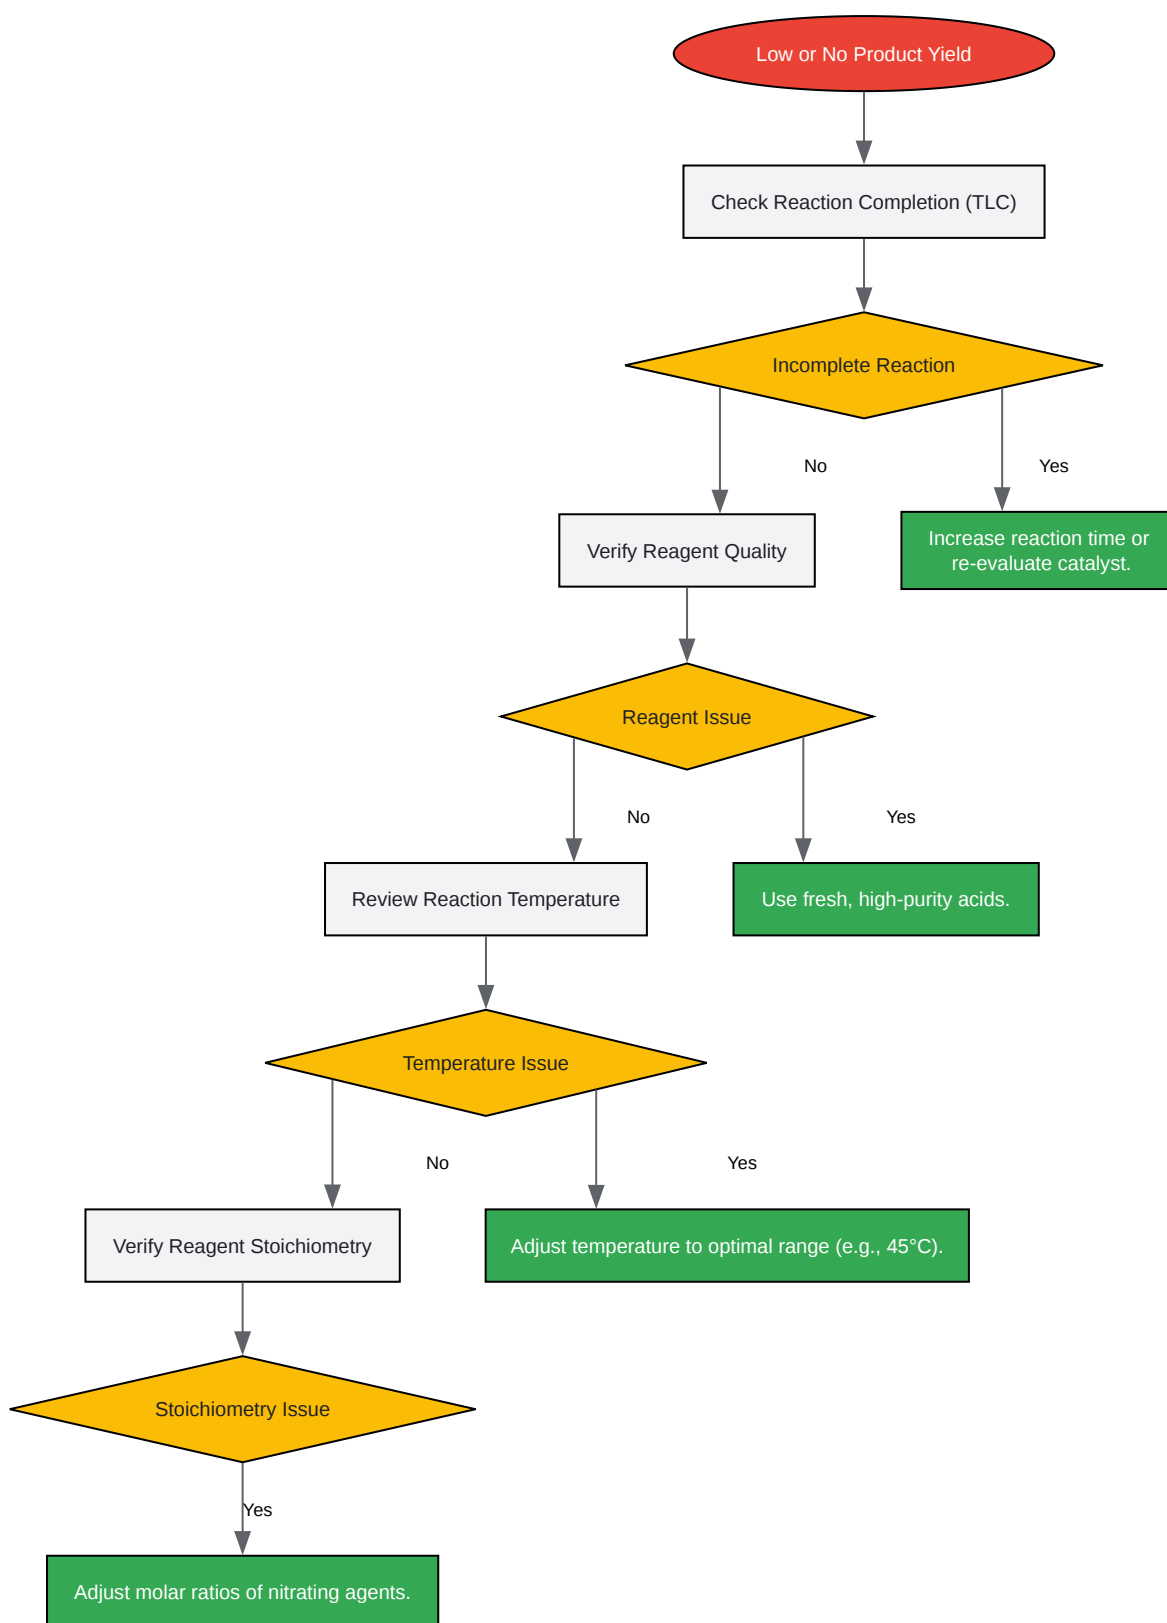 Low or No Product Yield
Check Reaction Completion (TLC)
Incomplete Reaction
No
Yes
Increase reaction time or
re-evaluate catalyst.
Verify Reagent Quality
Reagent Issue
No
Yes
Review Reaction Temperature
Use fresh, high-purity acids.
Temperature Issue
No
Yes
Verify Reagent Stoichiometry
Adjust temperature to optimal range (e.g., 45°C).
Stoichiometry Issue
Yes
Adjust molar ratios of nitrating agents.